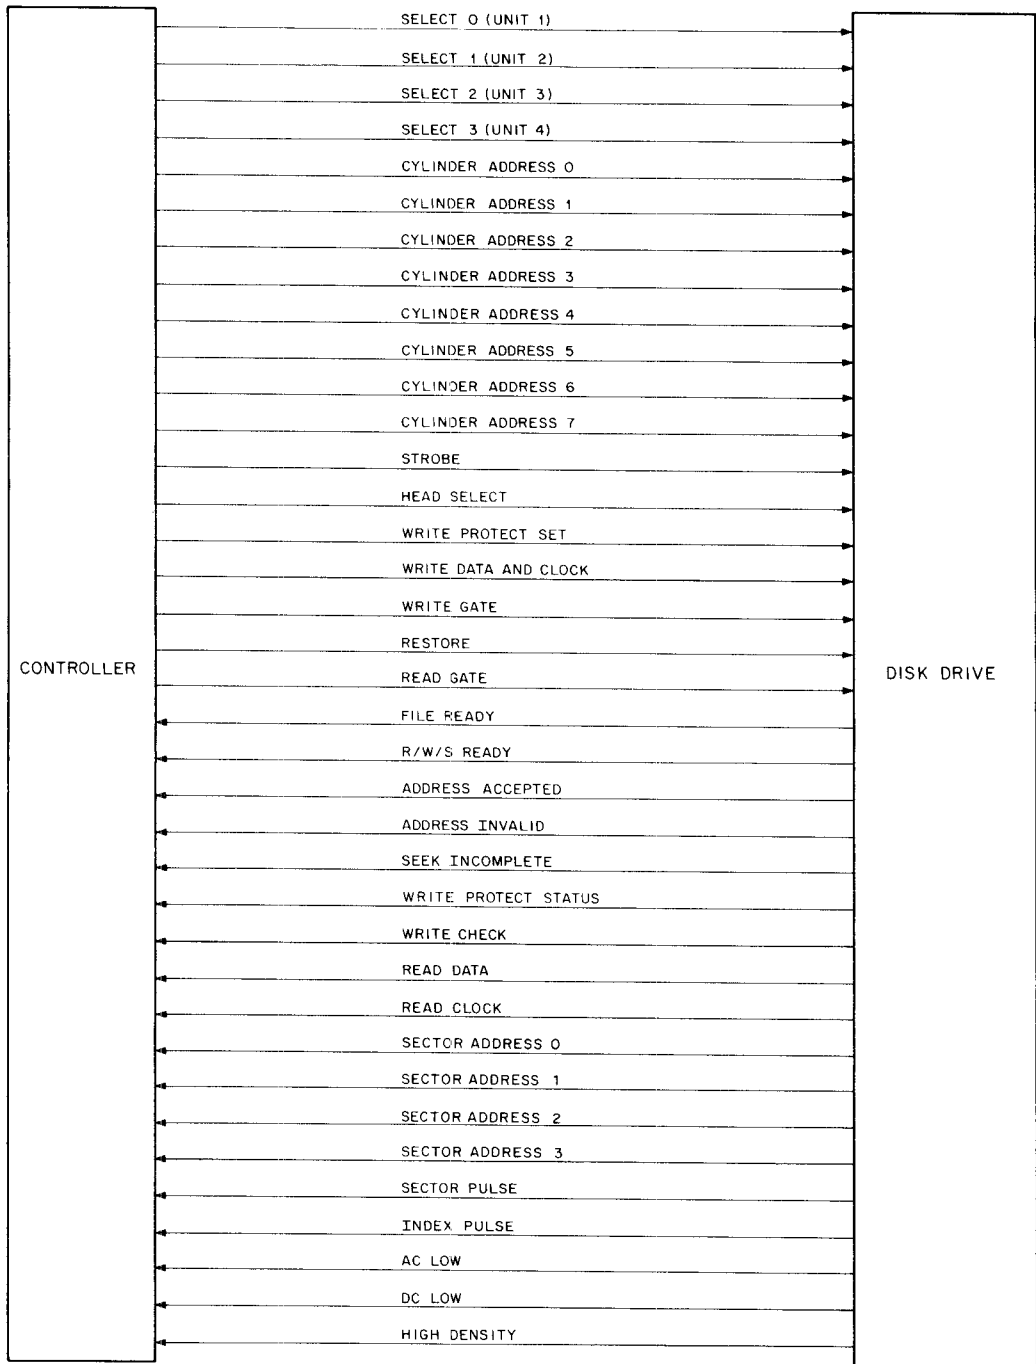 SELECT 0 (UNIT 1)
SELECT 1 (UNIT 2)
SELECT 2 (UNIT 3)
SELECT 3 (UNIT 4)
CYLINDER ADDRESS 0
CYLINDER ADDRESS 1
CYLINDER ADDRESS 2
CYLINDER ADDRESS 3
CYLINDER ADDRESS 4
CYLINDER ADDRESS 5
CYLINDER ADDRESS 6
CYLINDER ADDRESS 7
STROBE
HEAD SELECT
WRITE PROTECT SET
WRITE DATA AND CLOCK
WRITE GATE
RESTORE
CONTROLLER
DISK DRIVE
READ GATE
FILE READY
R/W/S READY
ADDRESS ACCEPTED
ADDRESS INVALID
SEEK INCOMPLETE
WRITE PROTECT STATUS
WRITE CHECK
READ DATA
READ CLOCK
SECTOR ADDRESS 0
SECTOR ADDRESS 1
SECTOR ADDRESS 2
SECTOR ADDRESS 3
SECTOR PULSE
INDEX PULSE
AC LOW
DC LOW
HIGH DENSITY